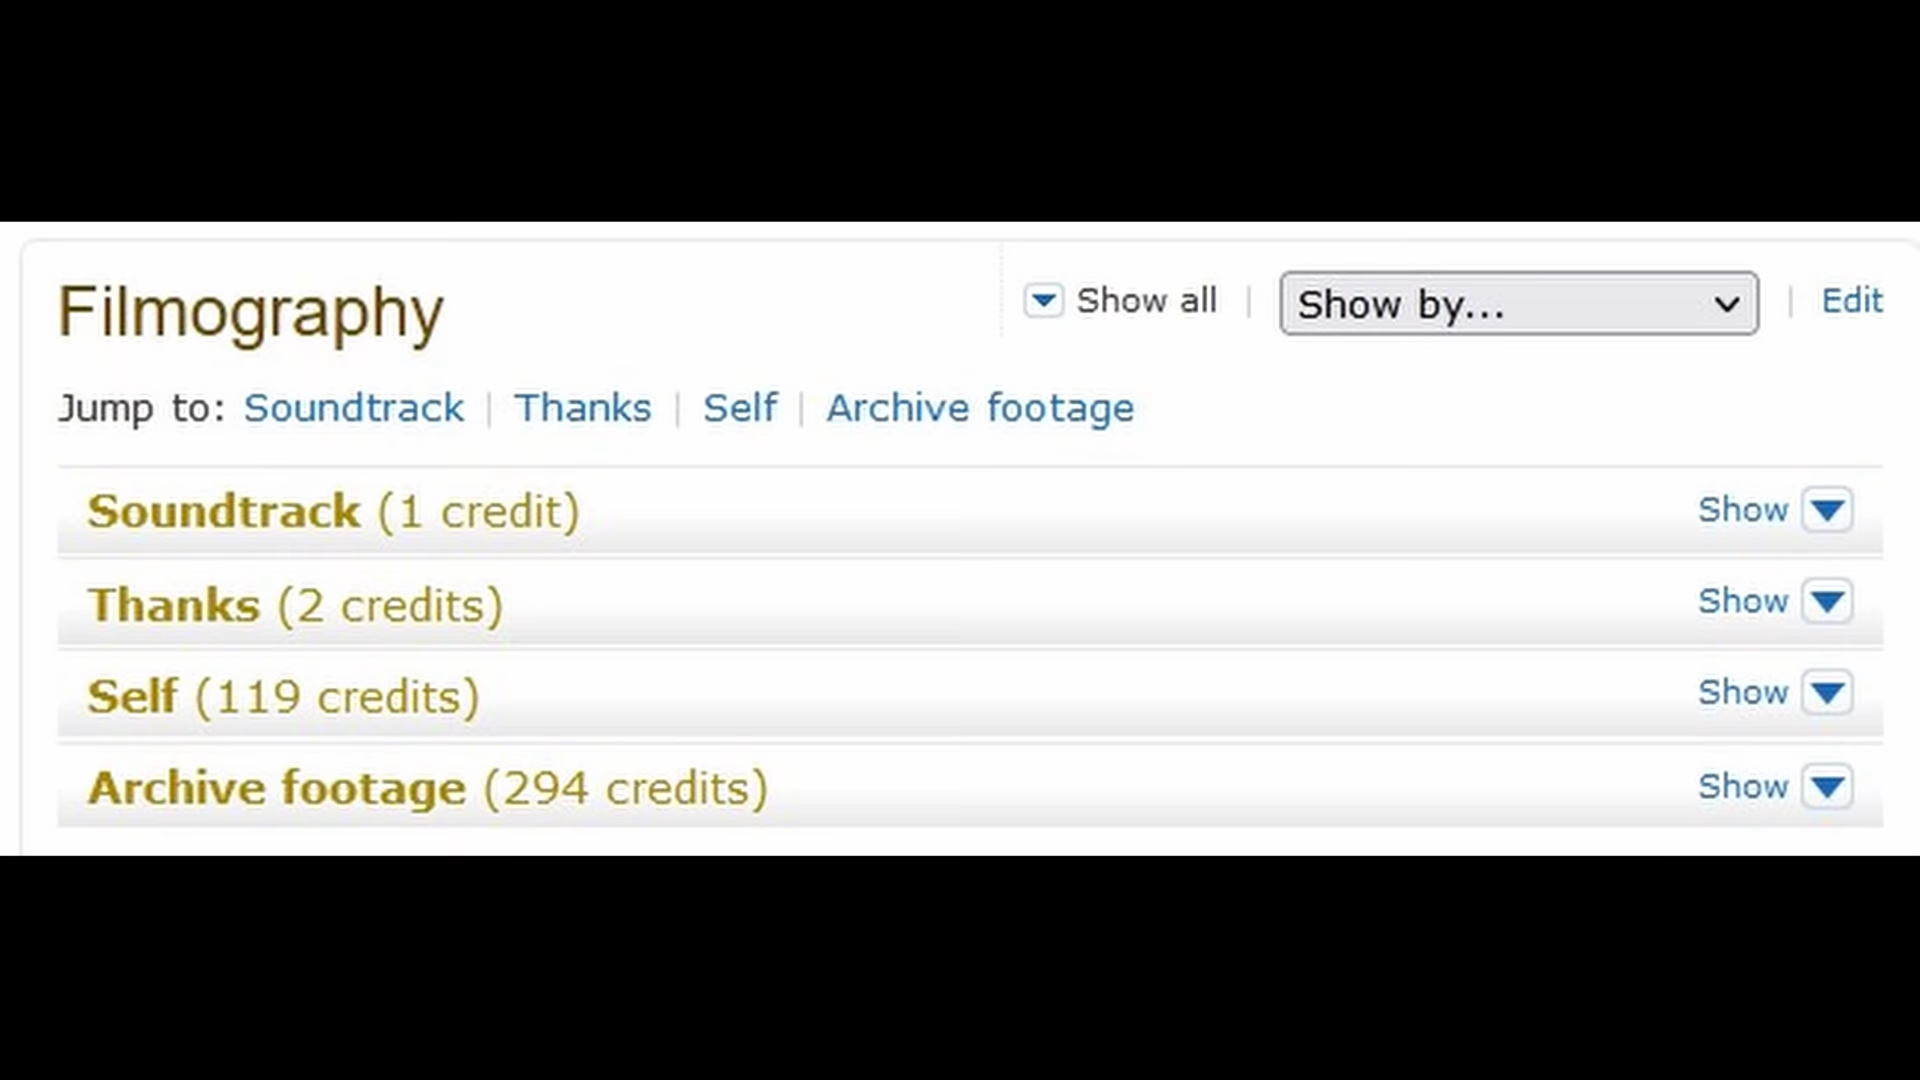 Filmography
Show all | Show by... | Edit
Jump to: Soundtrack | Thanks | Self | Archive footage
Soundtrack (1 credit) Show
Thanks (2 credits) Show
Self (119 credits) Show
Archive footage (294 credits) Show